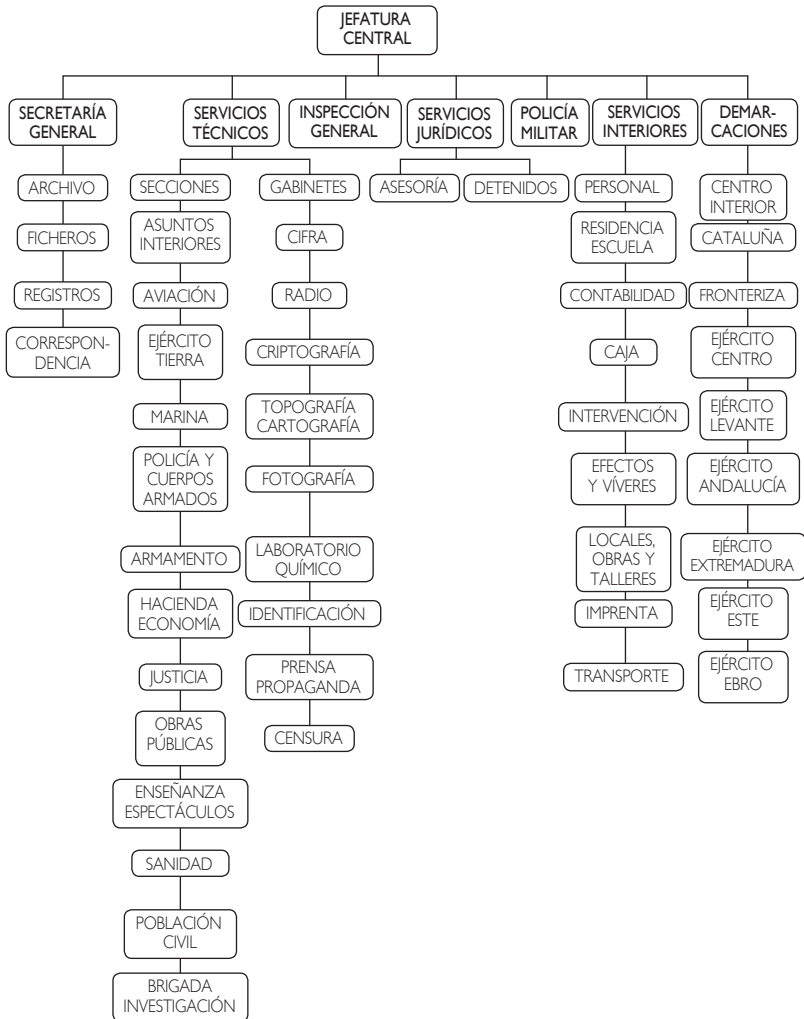 JEFATURA
CENTRAL
SECRETARÍA
GENERAL
SERVICIOS
TÉCNICOS
INSPECCIÓN
GENERAL
SERVICIOS
JURÍDICOS
POLICÍA
MILITAR
SERVICIOS
INTERIORES
DEMAR-
CACIONES
ARCHIVO
FICHEROS
REGISTROS
CORRESPON-
DENCIA
SECCIONES
ASUNTOS
INTERIORES
AVIACIÓN
EJÉRCITO
TIERRA
MARINA
POLICÍA Y
CUERPOS
ARMADOS
ARMAMENTO
HACIENDA
ECONOMÍA
JUSTICIA
OBRAS
PÚBLICAS
ENSEÑANZA
ESPECTÁCULOS
SANIDAD
POBLACIÓN
CIVIL
BRIGADA
INVESTIGACIÓN
GABINETES
CIFRA
RADIO
CRIPTOGRAFÍA
TOPOGRAFÍA
CARTOGRAFÍA
FOTOGRAFÍA
LABORATORIO
QUÍMICO
IDENTIFICACIÓN
PRENSA
PROPAGANDA
CENSURA
ASESORÍA
DETENIDOS
PERSONAL
RESIDENCIA
ESCUELA
CONTABILIDAD
CAJA
INTERVENCIÓN
EFECTOS
Y VÍVERES
LOCALES,
OBRAS Y
TALLERES
IMPRENTA
TRANSPORTE
CENTRO
INTERIOR
CATALUÑA
FRONTERIZA
EJÉRCITO
CENTRO
EJÉRCITO
LEVANTE
EJÉRCITO
ANDALUCÍA
EJÉRCITO
EXTREMADURA
EJÉRCITO
ESTE
EJÉRCITO
EBRO